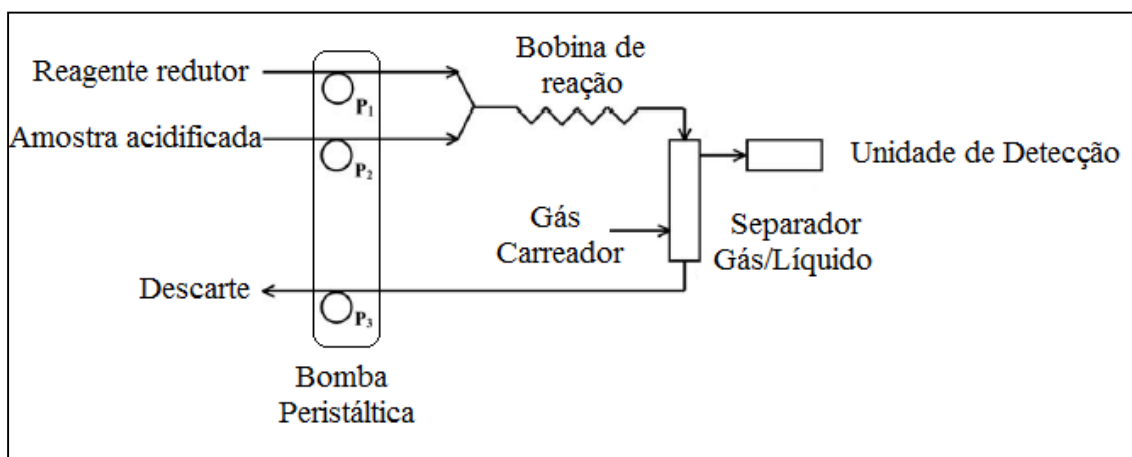 Bobina de
reação
Reagente redutor
P1
Amostra acidificada
P2
Unidade de Detecção
Gás
Carreador
Separador
Gás/Líquido
Descarte
P3
Bomba
Peristáltica